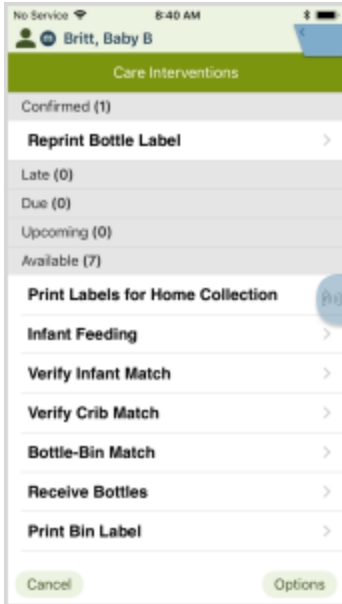 No Service 8:40 AM
Britt, Baby B
Care Interventions
Confirmed (1)
Reprint Bottle Label
Late (0)
Due (0)
Upcoming (0)
Available (7)
Print Labels for Home Collection
Infant Feeding
Verify Infant Match
Verify Crib Match
Bottle-Bin Match
Receive Bottles
Print Bin Label
Cancel Options